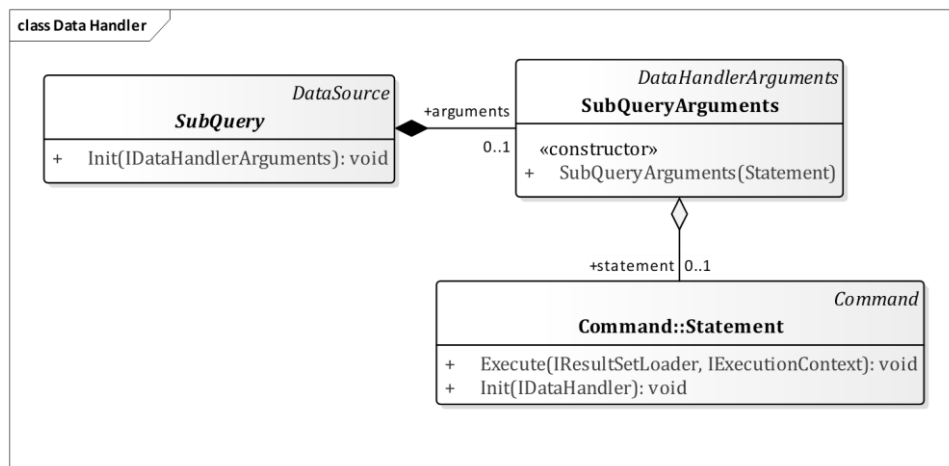 class Data Handler
DataSource
SubQuery
+ Init(IDataHandlerArguments): void
+arguments
0..1
DataHandlerArguments
SubQueryArguments
«constructor»
+ SubQueryArguments(Statement)
+statement 0..1
Command
Command::Statement
+ Execute(IResultSetLoader, IExecutionContext): void
+ Init(IDataHandler): void